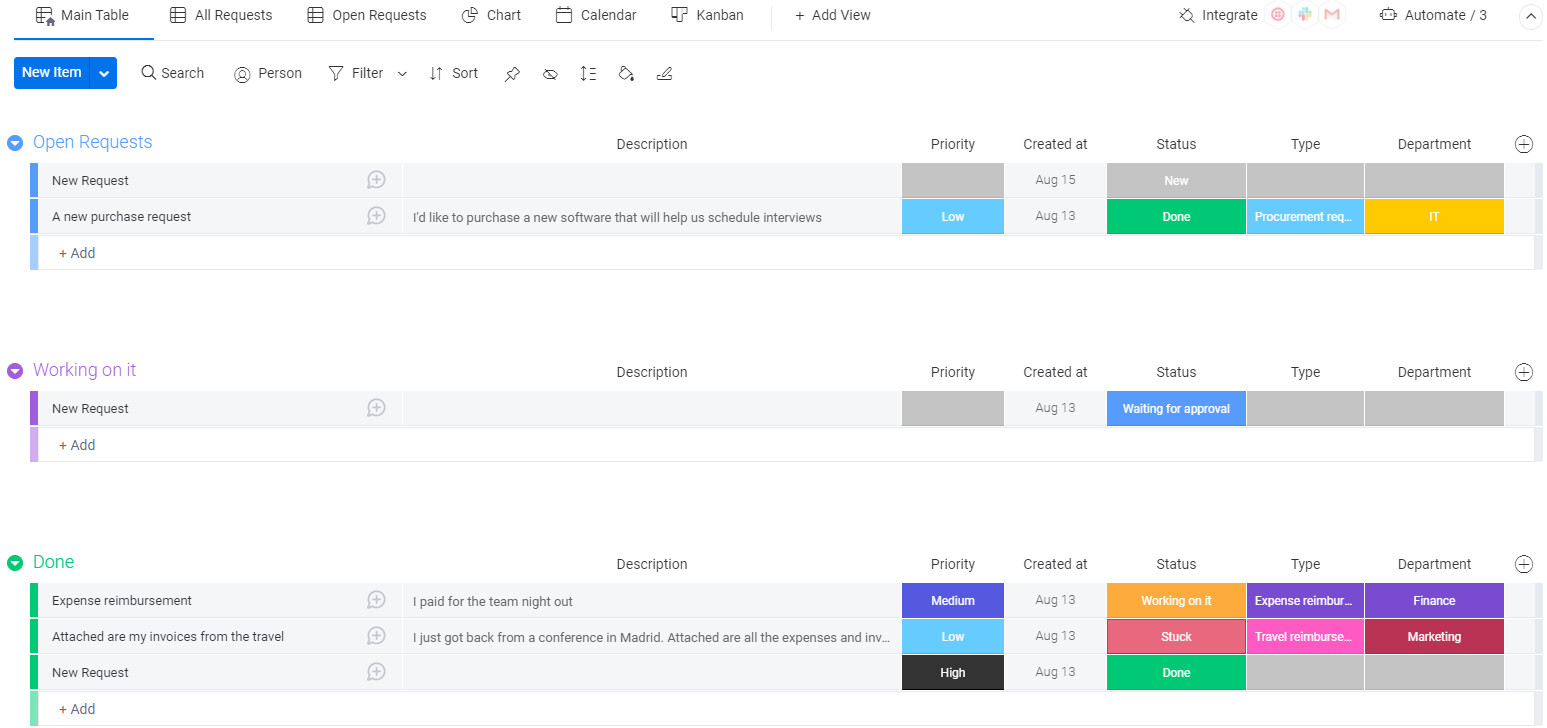 Main Table All Requests Open Requests Chart Calendar Kanban + Add View Integrate Automate / 3
New Item Search Person Filter Sort
Open Requests Description Priority Created at Status Type Department
New Request Aug 15 New
A new purchase request I'd like to purchase a new software that will help us schedule interviews Low Aug 13 Done Procurement req... IT
+ Add
Working on it Description Priority Created at Status Type Department
New Request Aug 13 Waiting for approval
+ Add
Done Description Priority Created at Status Type Department
Expense reimbursement I paid for the team night out Medium Aug 13 Working on it Expense reimbur... Finance
Attached are my invoices from the travel I just got back from a conference in Madrid. Attached are all the expenses and inv... Low Aug 13 Stuck Travel reimburse... Marketing
New Request High Aug 13 Done
+ Add